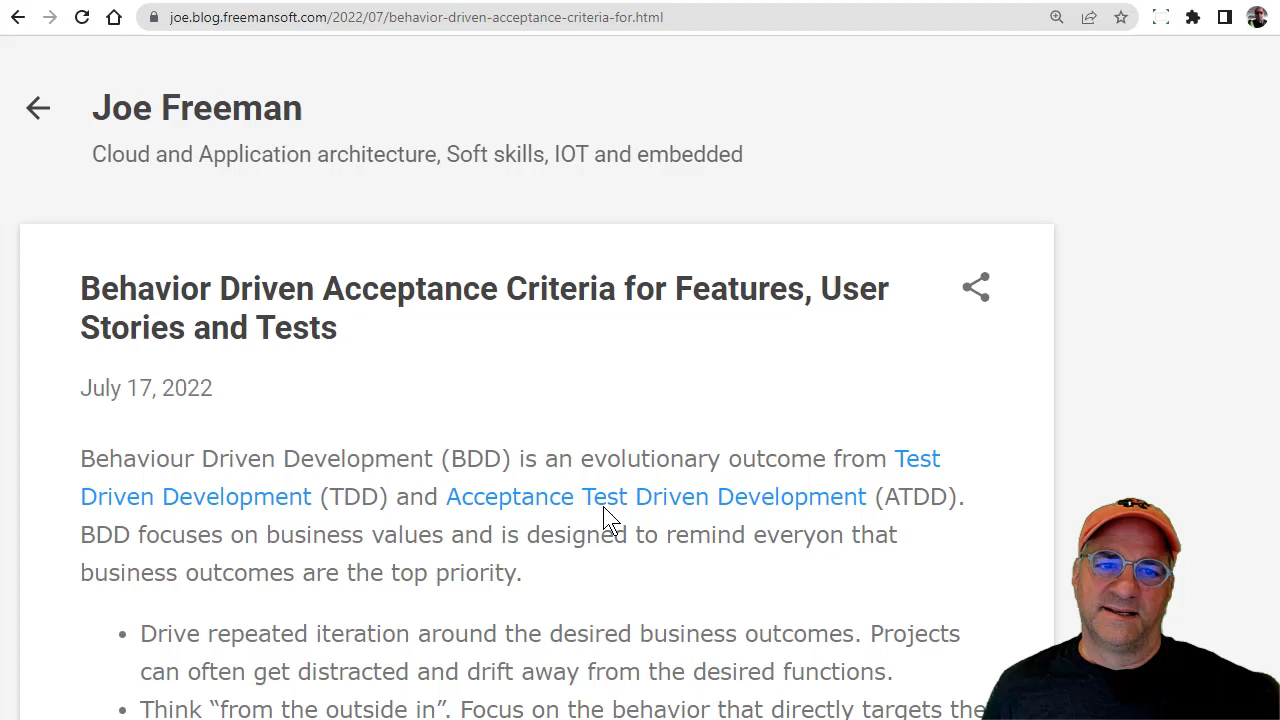 joe.blog.freemansoft.com/2022/07/behavior-driven-acceptance-criteria-for.html
Joe Freeman
Cloud and Application architecture, Soft skills, IOT and embedded
Behavior Driven Acceptance Criteria for Features, User
Stories and Tests
July 17, 2022
Behaviour Driven Development (BDD) is an evolutionary outcome from Test
Driven Development (TDD) and Acceptance Test Driven Development (ATDD).
BDD focuses on business values and is designed to remind everyon that
business outcomes are the top priority.
• Drive repeated iteration around the desired business outcomes. Projects
can often get distracted and drift away from the desired functions.
• Think “from the outside in”. Focus on the behavior that directly targets the